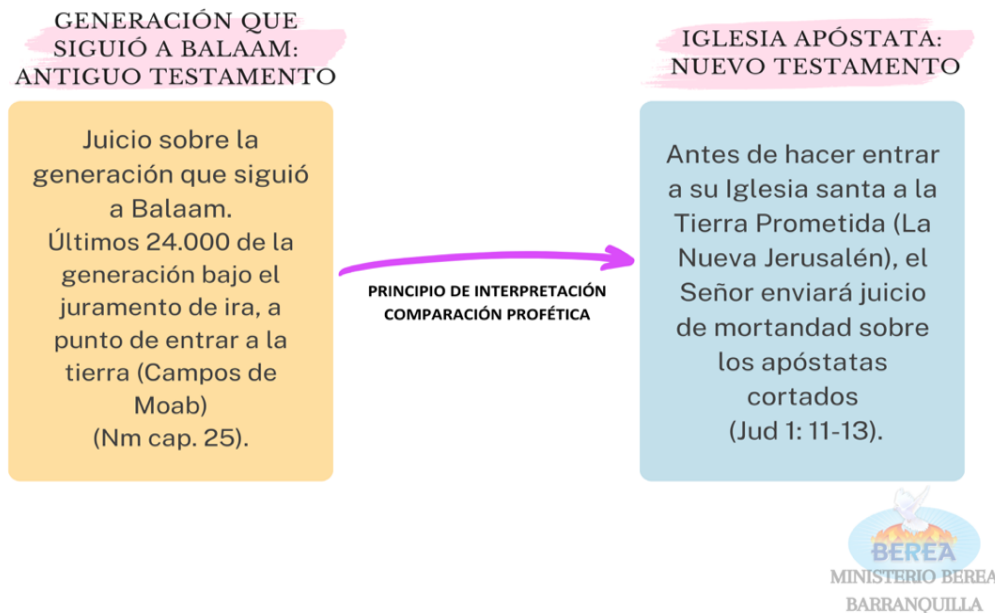 GENERACIÓN QUE
SIGUIÓ A BALAAM:
ANTIGUO TESTAMENTO
Juicio sobre la
generación que siguió
a Balaam.
Últimos 24.000 de la
generación bajo el
juramento de ira, a
punto de entrar a la
tierra (Campos de
Moab)
(Nm cap. 25).
PRINCIPIO DE INTERPRETACIÓN
COMPARACIÓN PROFÉTICA
IGLESIA APÓSTATA:
NUEVO TESTAMENTO
Antes de hacer entrar
a su Iglesia santa a la
Tierra Prometida (La
Nueva Jerusalén), el
Señor enviará juicio
de mortandad sobre
los apóstatas
cortados
(Jud 1: 11-13).
BEREA
MINISTERIO BEREA
BARRANQUILLA